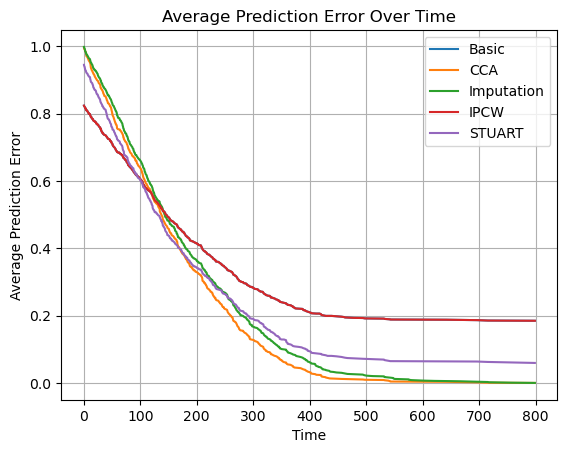 Average Prediction Error Over Time
Average Prediction Error
1.0
0.8
0.6
0.4
0.2
0.0
Basic
CCA
Imputation
IPCW
STUART
0 100 200 300 400 500 600 700 800
Time